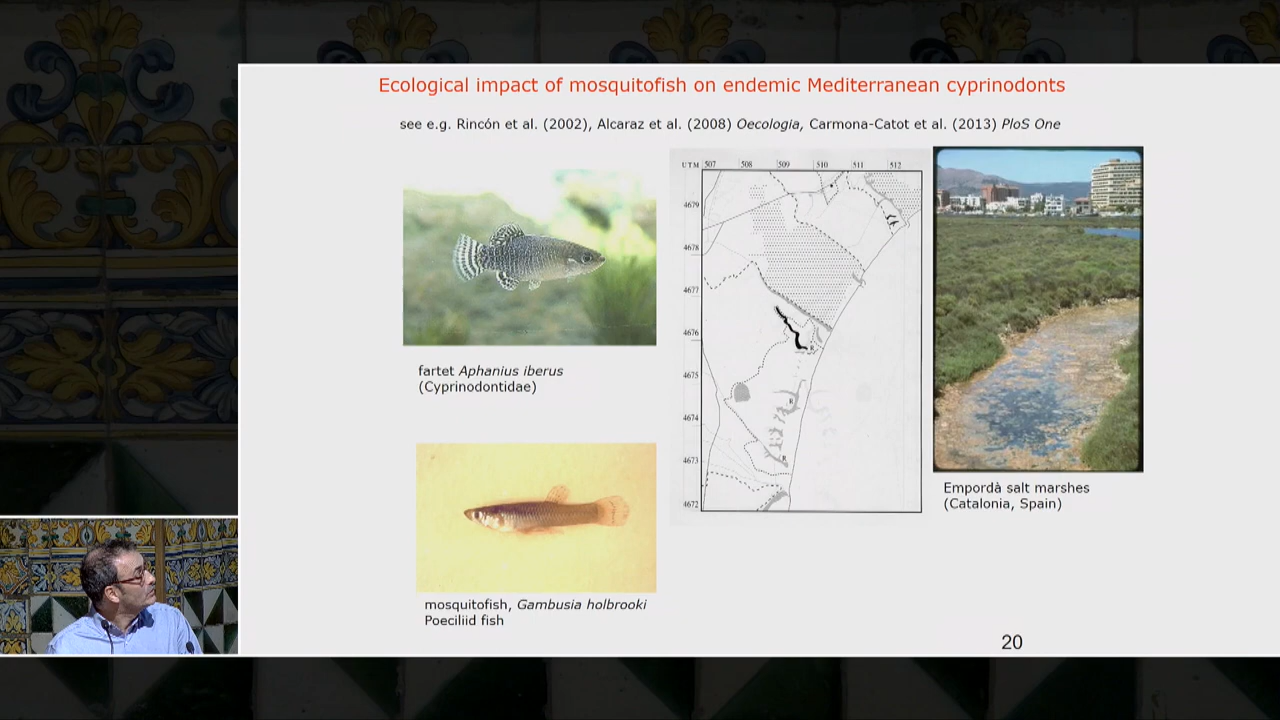 Ecological impact of mosquitofish on endemic Mediterranean cyprinodonts
see e.g. Rincón et al. (2002), Alcaraz et al. (2008) Oecologia, Carmona-Catot et al. (2013) PloS One
UTM 507 508 509 510 511 512
4679
4678
4677
4676
4675
4674
4673
4672
R
R
fartet Aphanius iberus
(Cyprinodontidae)
mosquitofish, Gambusia holbrooki
Poeciliid fish
Empordà salt marshes
(Catalonia, Spain)
20